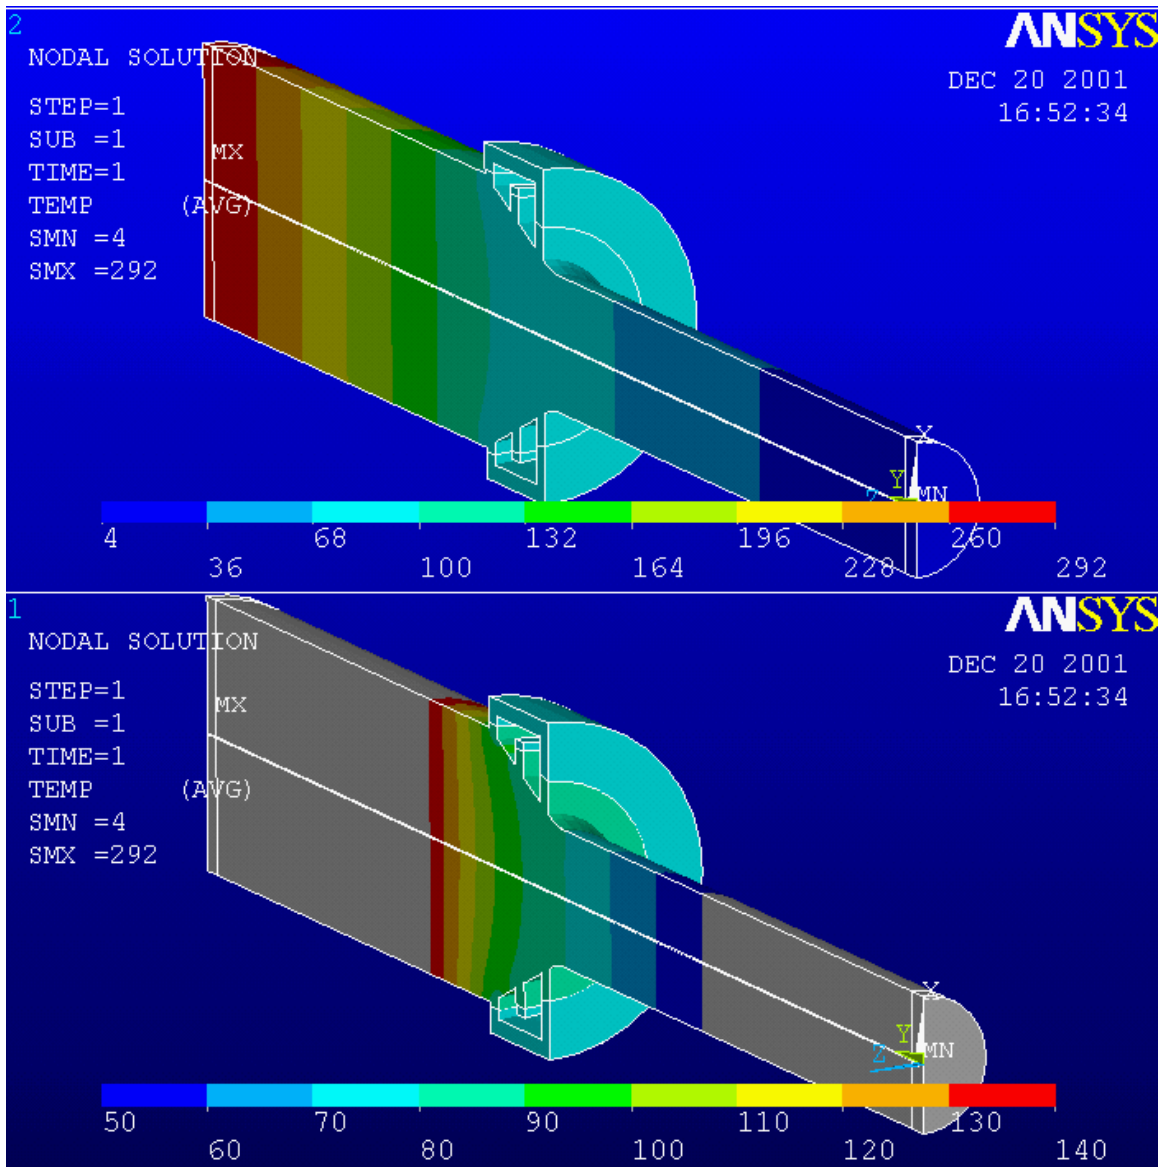 2
ANSYS
NODAL SOLUTION
DEC 20 2001
16:52:34
STEP=1
SUB =1
TIME=1
TEMP (AVG)
SMN =4
SMX =292
MX
X
Y
Z
MN
4 68 132 196 260
36 100 164 228 292
1
ANSYS
NODAL SOLUTION
DEC 20 2001
16:52:34
STEP=1
SUB =1
TIME=1
TEMP (AVG)
SMN =4
SMX =292
MX
X
Y
Z
MN
50 70 90 110 130
60 80 100 120 140